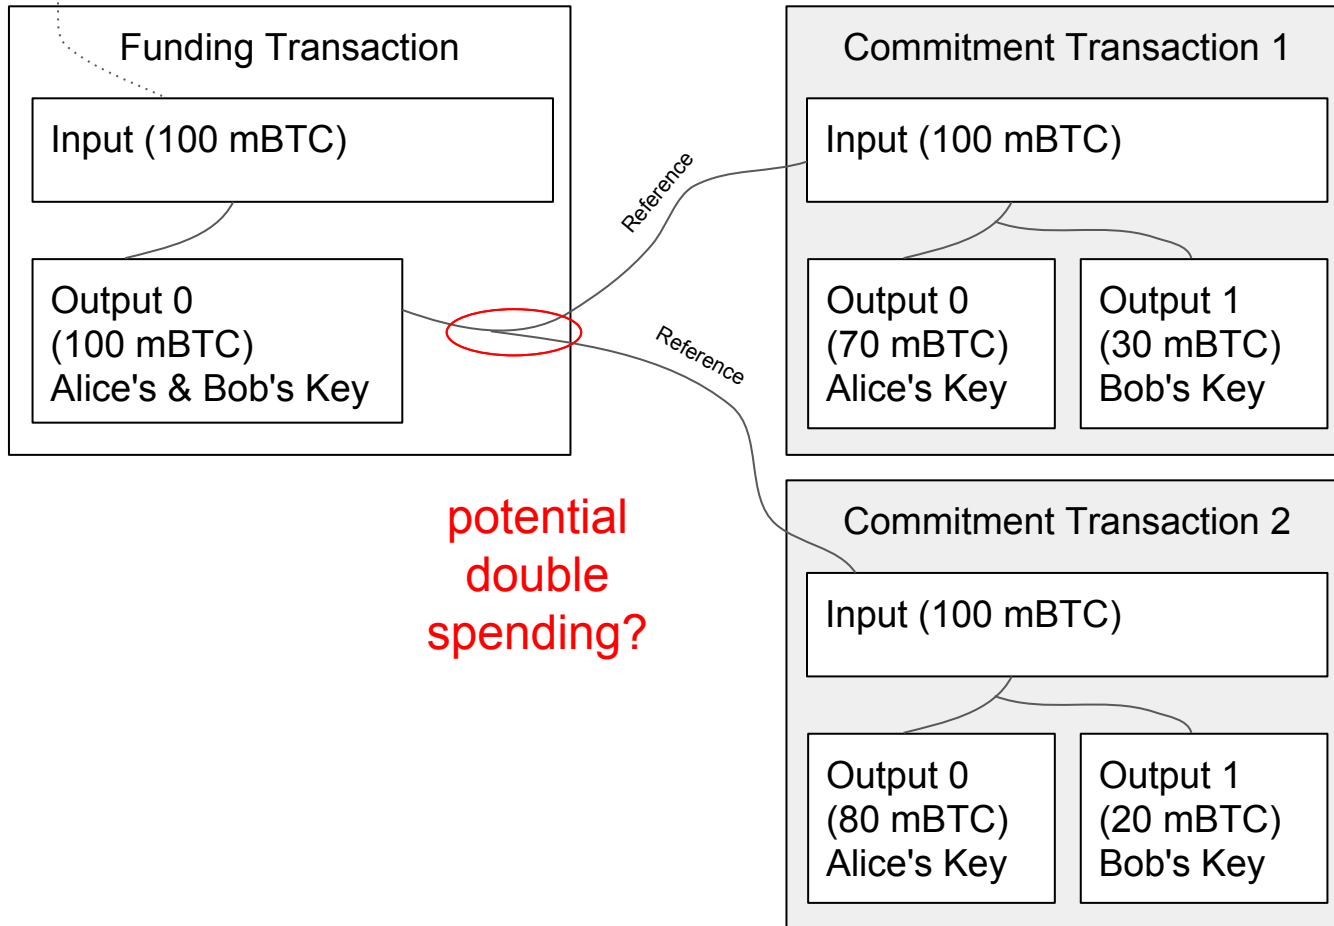 Funding Transaction
Input (100 mBTC)
Output 0
(100 mBTC)
Alice's & Bob's Key
Reference
Reference
potential
double
spending?
Commitment Transaction 1
Input (100 mBTC)
Output 0
(70 mBTC)
Alice's Key
Output 1
(30 mBTC)
Bob's Key
Commitment Transaction 2
Input (100 mBTC)
Output 0
(80 mBTC)
Alice's Key
Output 1
(20 mBTC)
Bob's Key